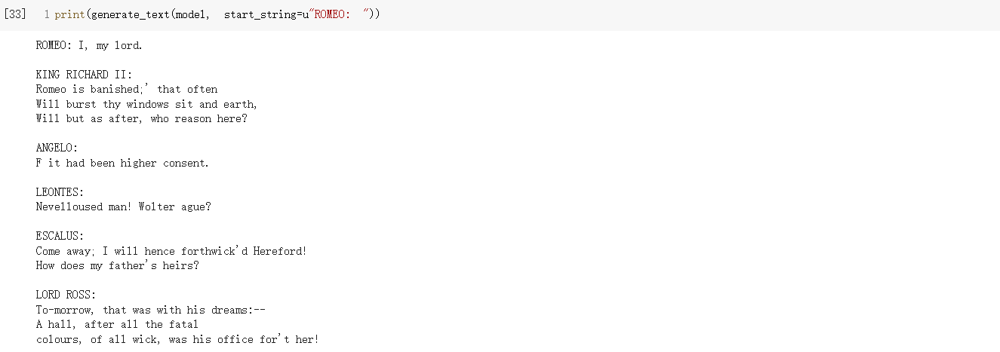 [33] 1 print(generate_text(model, start_string=u"ROMEO: "))
ROMEO: I, my lord.
KING RICHARD II:
Romeo is banished;' that often
Will burst thy windows sit and earth,
Will but as after, who reason here?
ANGELO:
F it had been higher consent.
LEONTES:
Nevelloused man! Wolter ague?
ESCALUS:
Come away; I will hence forthwick'd Hereford!
How does my father's heirs?
LORD ROSS:
To-morrow, that was with his dreams:--
A hall, after all the fatal
colours, of all wick, was his office for't her!